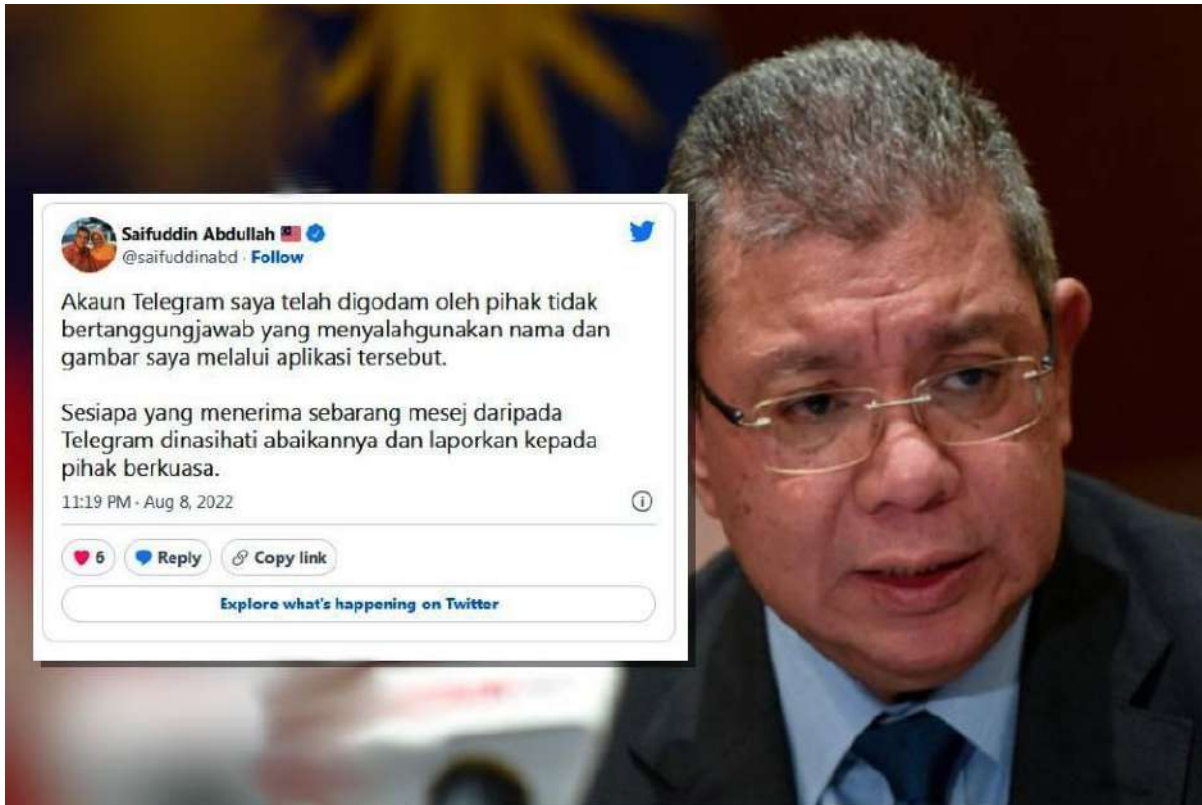 Saifuddin Abdullah
@saifuddinabd · Follow
Akaun Telegram saya telah digodam oleh pihak tidak
bertanggungjawab yang menyalahgunakan nama dan
gambar saya melalui aplikasi tersebut.
Sesiapa yang menerima sebarang mesej daripada
Telegram dinasihati abaikannya dan laporkan kepada
pihak berkuasa.
11:19 PM · Aug 8, 2022
6 Reply Copy link
Explore what's happening on Twitter